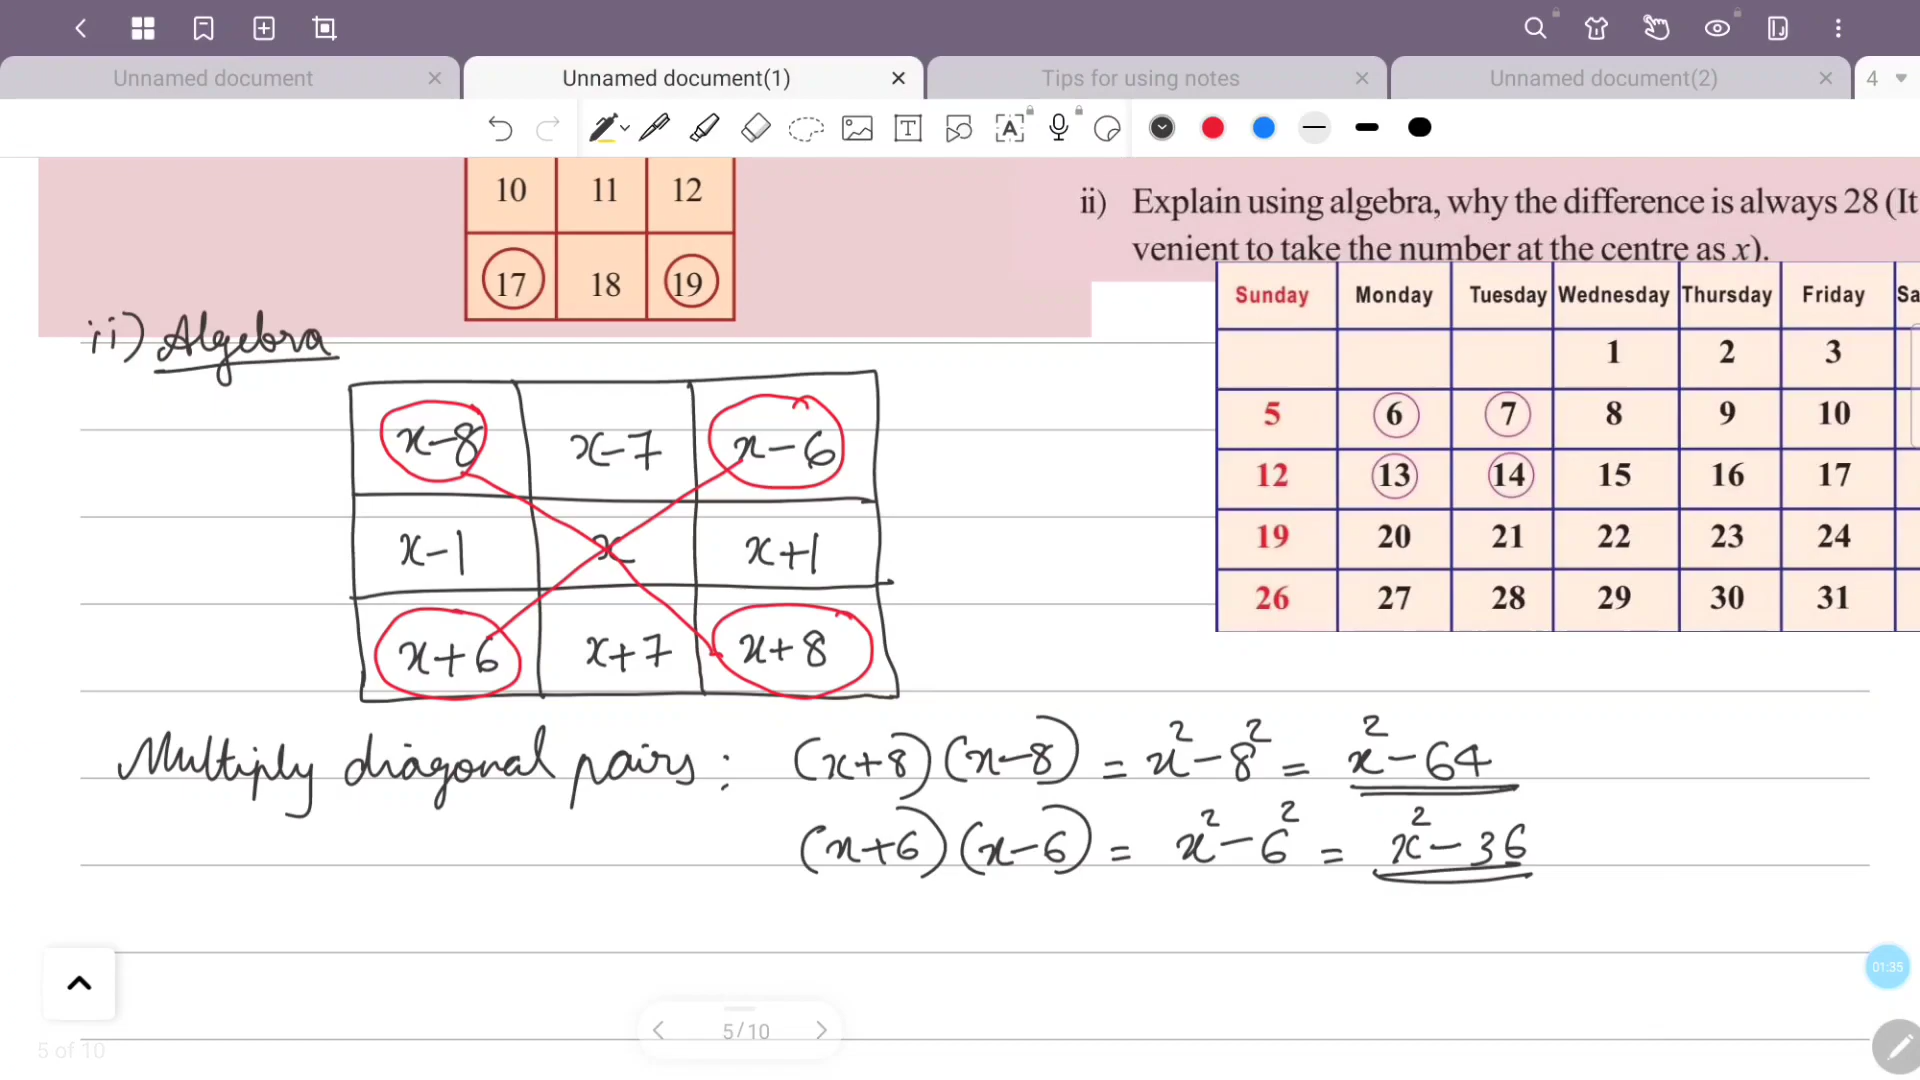 Unnamed document
Unnamed document(1)
Tips for using notes
Unnamed document(2)
4
10 11 12
17 18 19
ii) Explain using algebra, why the difference is always 28 (It
venient to take the number at the centre as x).
Sunday Monday Tuesday Wednesday Thursday Friday Sa
1 2 3
5 6 7 8 9 10
12 13 14 15 16 17
19 20 21 22 23 24
26 27 28 29 30 31
ii) Algebra
x-8 x-7 x-6
x-1 x x+1
x+6 x+7 x+8
Multiply diagonal pairs : (x+8)(x-8) = x²-8² = x²-64
(x+6)(x-6) = x²-6² = x²-36
01:35
5/10
5 of 10